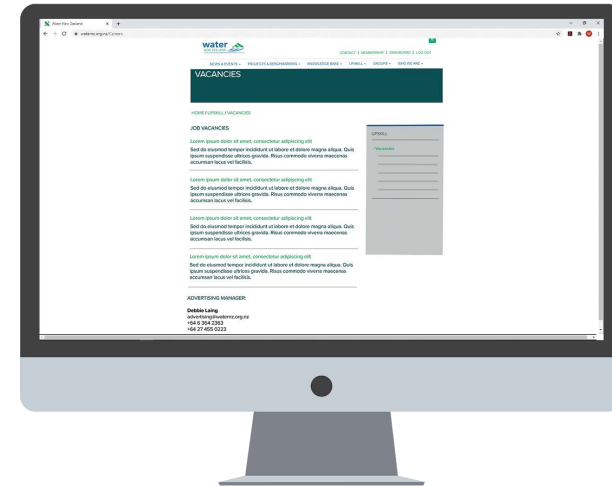 Water New Zealand
waternz.org.nz/Careers
water
NEW ZEALAND
CONTACT | MEMBERSHIP | DASHBOARD | LOG OUT
NEWS & EVENTS PROJECTS & BENCHMARKING KNOWLEDGE BASE UPSKILL GROUPS WHO WE ARE
VACANCIES
HOME / UPSKILL / VACANCIES
JOB VACANCIES
Lorem ipsum dolor sit amet, consectetur adipiscing elit
Sed do eiusmod tempor incididunt ut labore et dolore magna aliqua. Quis
ipsum suspendisse ultrices gravida. Risus commodo viverra maecenas
accumsan lacus vel facilisis.
Lorem ipsum dolor sit amet, consectetur adipiscing elit
Sed do eiusmod tempor incididunt ut labore et dolore magna aliqua. Quis
ipsum suspendisse ultrices gravida. Risus commodo viverra maecenas
accumsan lacus vel facilisis.
Lorem ipsum dolor sit amet, consectetur adipiscing elit
Sed do eiusmod tempor incididunt ut labore et dolore magna aliqua. Quis
ipsum suspendisse ultrices gravida. Risus commodo viverra maecenas
accumsan lacus vel facilisis.
Lorem ipsum dolor sit amet, consectetur adipiscing elit
Sed do eiusmod tempor incididunt ut labore et dolore magna aliqua. Quis
ipsum suspendisse ultrices gravida. Risus commodo viverra maecenas
accumsan lacus vel facilisis.
UPSKILL
/ Vacancies
ADVERTISING MANAGER:
Debbie Laing
advertising@waternz.org.nz
+64 6 364 2363
+64 27 455 0223